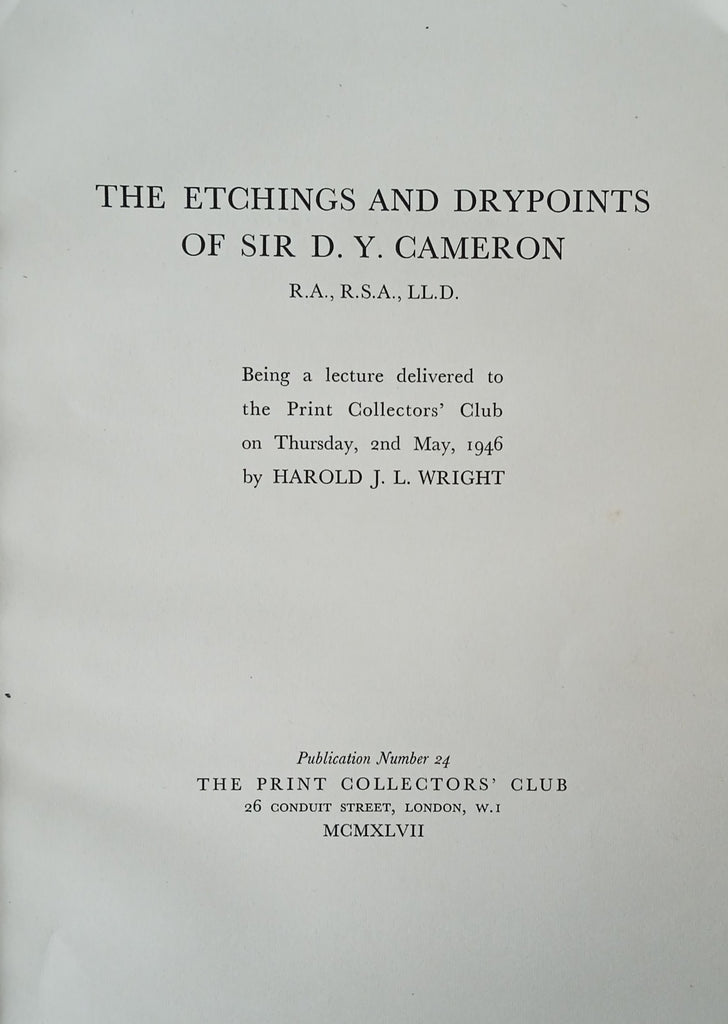 THE ETCHINGS AND DRYPOINTS
OF SIR D. Y. CAMERON
R.A., R.S.A., LL.D.
Being a lecture delivered to
the Print Collectors’ Club
on Thursday, 2nd May, 1946
by HAROLD J. L. WRIGHT
Publication Number 24
THE PRINT COLLECTORS’ CLUB
26 CONDUIT STREET, LONDON, W.1
MCMXLVII